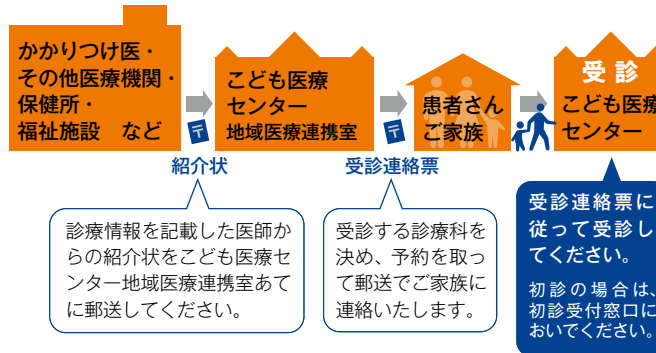 かかりつけ医・
その他医療機関・
保健所・
福祉施設 など
〒
紹介状
こども医療
センター
地域医療連携室
〒
受診連絡票
患者さん
ご家族
受診
こども医療
センター
診療情報を記載した医師か
らの紹介状をこども医療セ
ンター地域医療連携室あて
に郵送してください。
受診する診療科を
決め、予約を取っ
て郵送でご家族に
連絡いたします。
受診連絡票に
従って受診し
てください。
初診の場合は、
初診受付窓口に
おいでください。